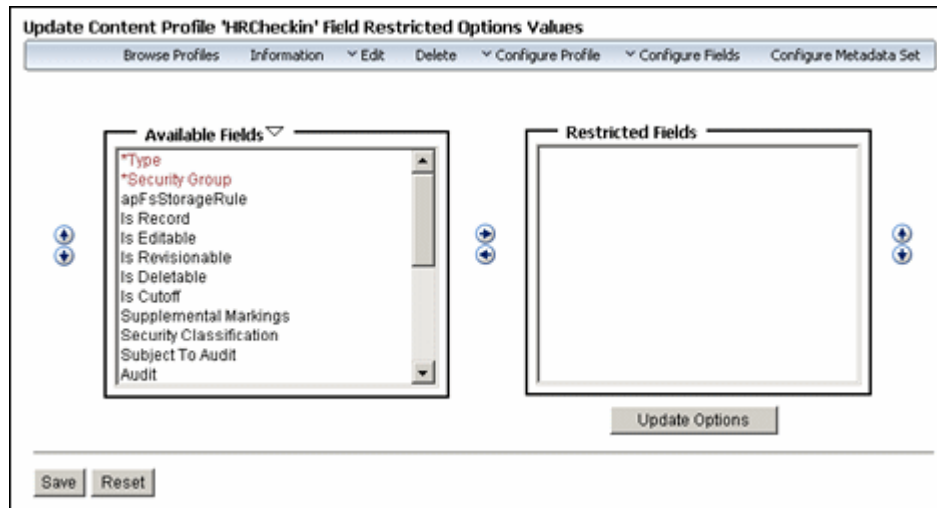 Update Content Profile 'HRCheckin' Field Restricted Options Values
Browse Profiles Information Edit Delete Configure Profile Configure Fields Configure Metadata Set
Available Fields
*Type
*Security Group
apFsStorageRule
Is Record
Is Editable
Is Revisionable
Is Deletable
Is Cutoff
Supplemental Markings
Security Classification
Subject To Audit
Audit
Restricted Fields
Update Options
Save Reset